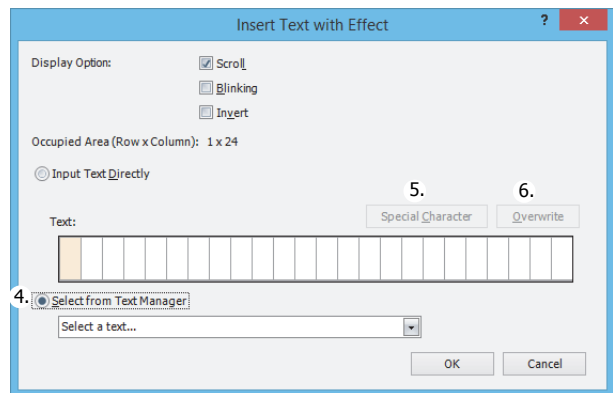 Insert Text with Effect
?
×
Display Option:
Scroll
Blinking
Invert
Occupied Area (Row x Column): 1 x 24
Input Text Directly
5.
6.
Text:
Special Character
Overwrite
4.
Select from Text Manager
Select a text...
OK
Cancel